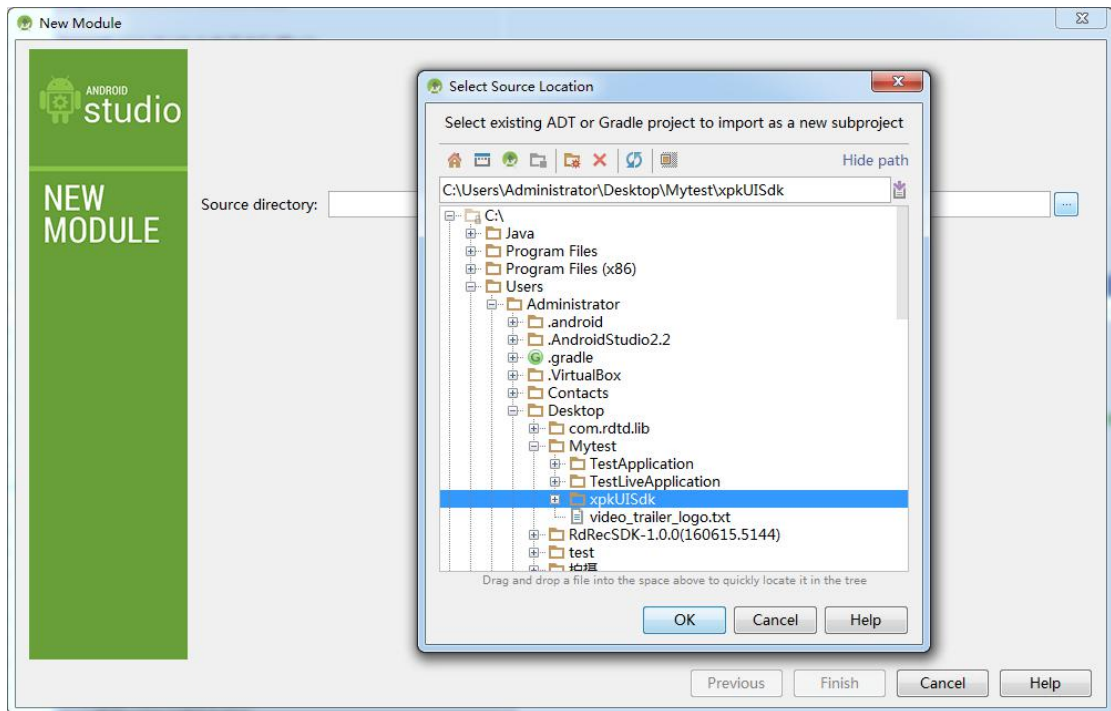 New Module
ANDROID
studio
NEW
MODULE
Source directory:
...
Select Source Location
Select existing ADT or Gradle project to import as a new subproject
Hide path
C:\Users\Administrator\Desktop\Mytest\xpkUISdk
C:\
Java
Program Files
Program Files (x86)
Users
Administrator
.android
.AndroidStudio2.2
G .gradle
.VirtualBox
Contacts
Desktop
com.rdtd.lib
Mytest
TestApplication
TestLiveApplication
xpkUISdk
video_trailer_logo.txt
RdRecSDK-1.0.0(160615.5144)
test
拍摄
Drag and drop a file into the space above to quickly locate it in the tree
OK Cancel Help
Previous Finish Cancel Help